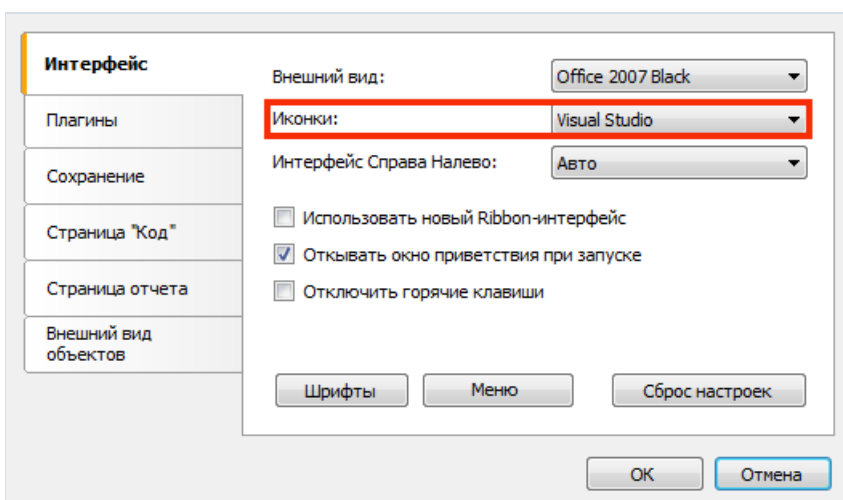 Интерфейс
Плагины
Сохранение
Страница "Код"
Страница отчета
Внешний вид
объектов
Внешний вид: Office 2007 Black
Иконки: Visual Studio
Интерфейс Справа Налево: Авто
Использовать новый Ribbon-интерфейс
Откывать окно приветствия при запуске
Отключить горячие клавиши
Шрифты Меню Сброс настроек
ОК Отмена